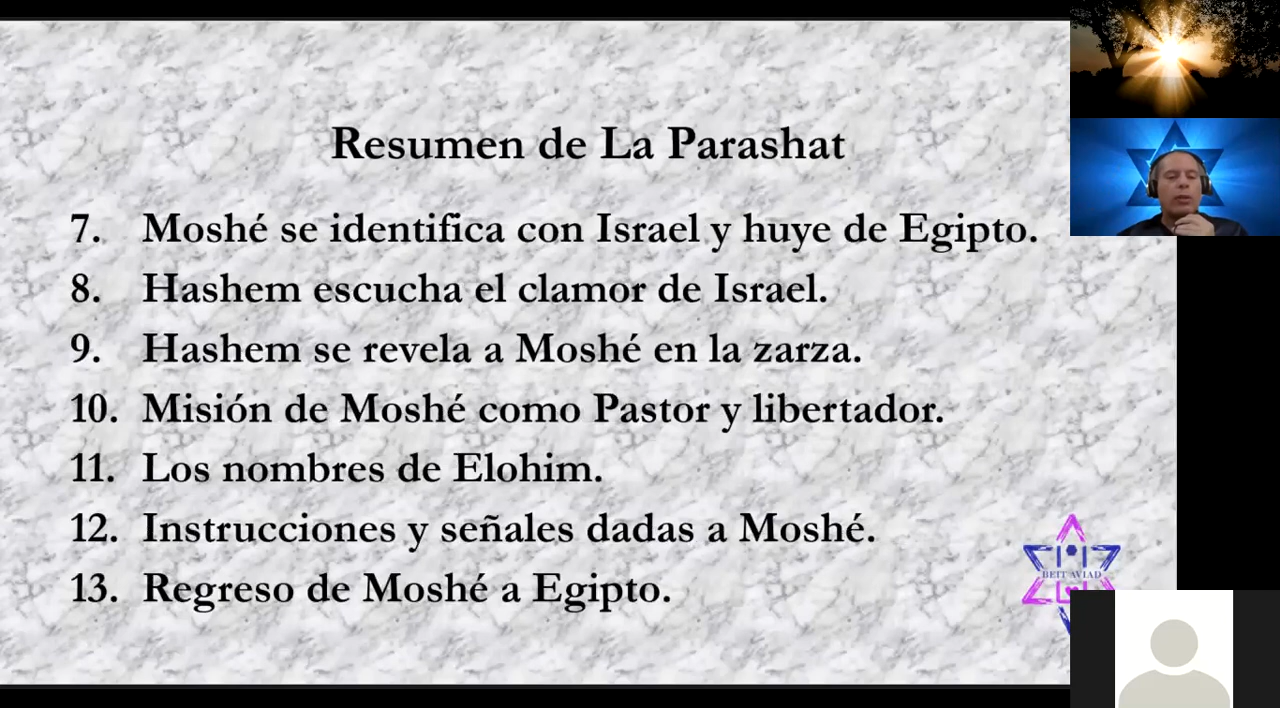 Resumen de La Parashat
7. Moshé se identifica con Israel y huye de Egipto.
8. Hashem escucha el clamor de Israel.
9. Hashem se revela a Moshé en la zarza.
10. Misión de Moshé como Pastor y libertador.
11. Los nombres de Elohim.
12. Instrucciones y señales dadas a Moshé.
13. Regreso de Moshé a Egipto.
BEIT AVIAD